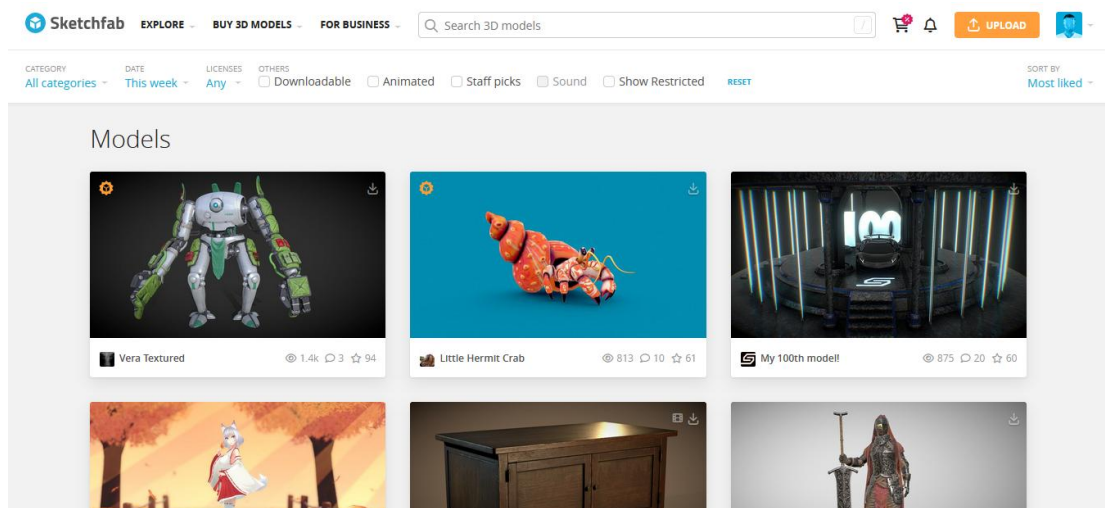 Sketchfab EXPLORE BUY 3D MODELS FOR BUSINESS Search 3D models / UPLOAD
CATEGORY DATE LICENSES OTHERS SORT BY
All categories This week Any Downloadable Animated Staff picks Sound Show Restricted RESET Most liked
Models
100
Vera Textured 1.4k 3 94
Little Hermit Crab 813 10 61
My 100th model! 875 20 60